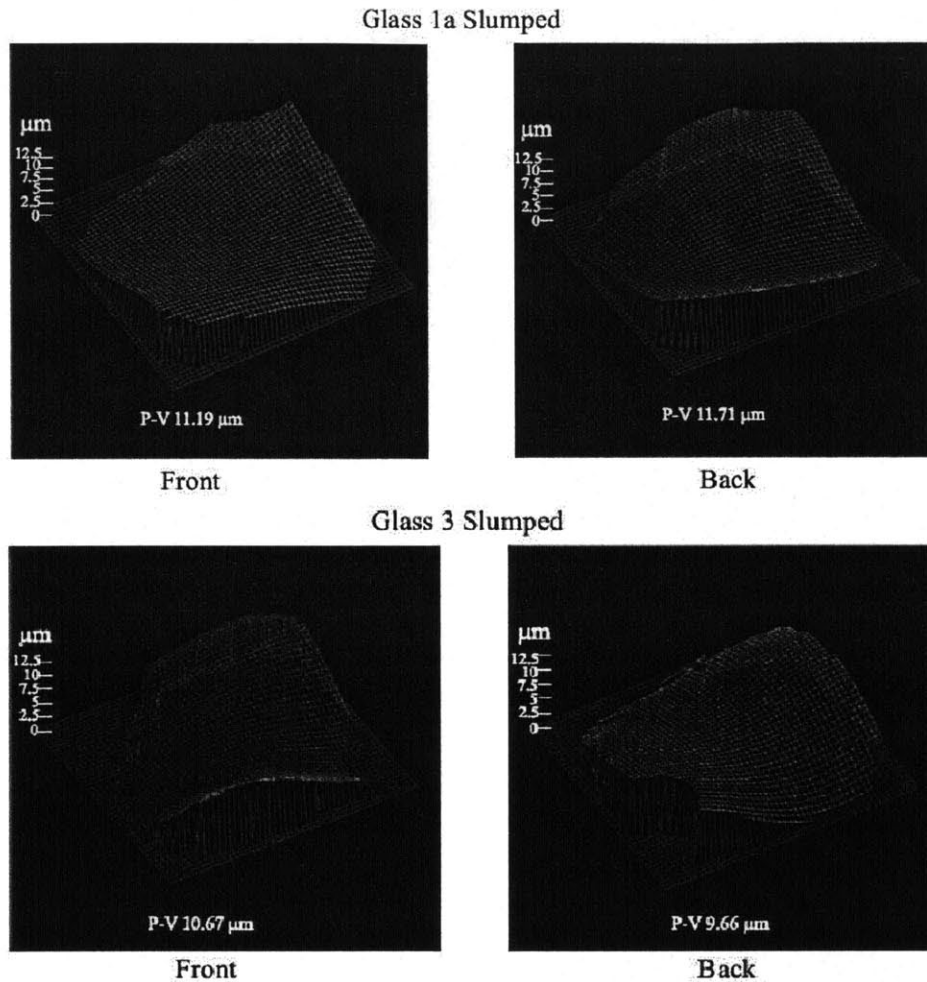 Glass 1a Slumped
μm
12.5
10
7.5
5
2.5
0
P-V 11.19 μm
Front
μm
12.5
10
7.5
5
2.5
0
P-V 11.71 μm
Back
Glass 3 Slumped
μm
12.5
10
7.5
5
2.5
0
P-V 10.67 μm
Front
μm
12.5
10
7.5
5
2.5
0
P-V 9.66 μm
Back